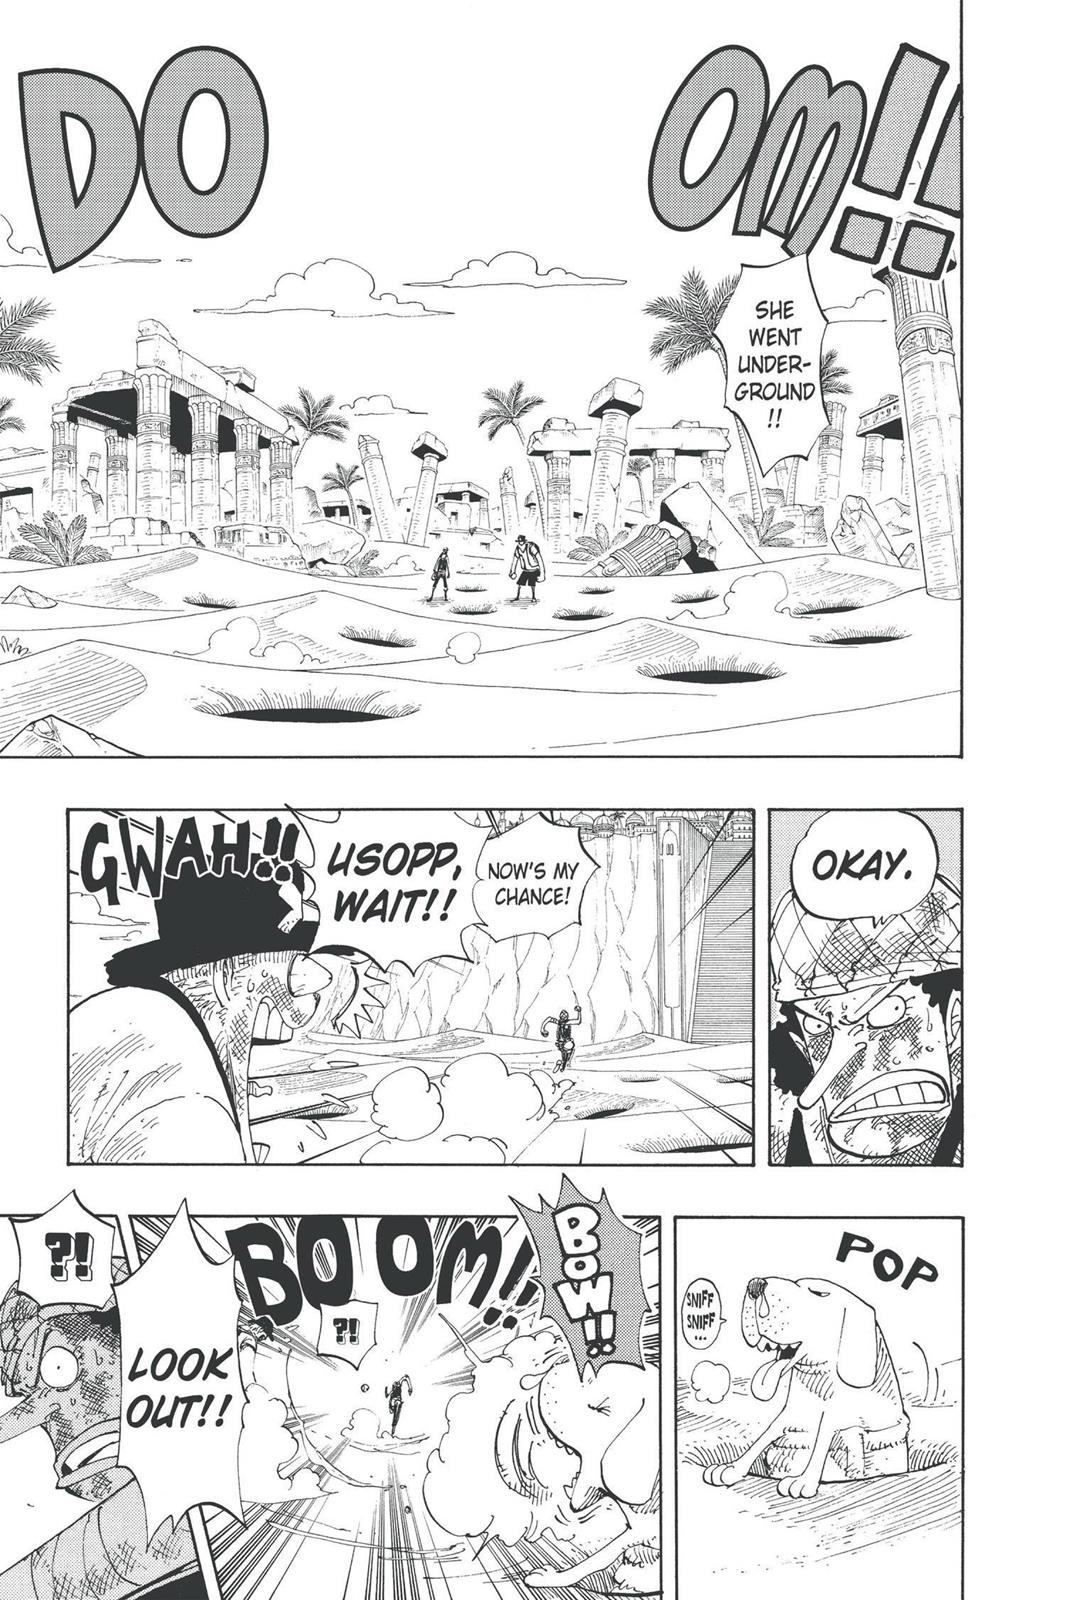 DO OM!!
SHE
WENT
UNDER-
GROUND
!!
OKAY.
NOW'S MY
CHANCE!
USOPP,
WAIT!!
GWAH!!
POP
SNIFF
SNIFF
...
BOW!!
BOOM!!
?!
LOOK
OUT!!
?!